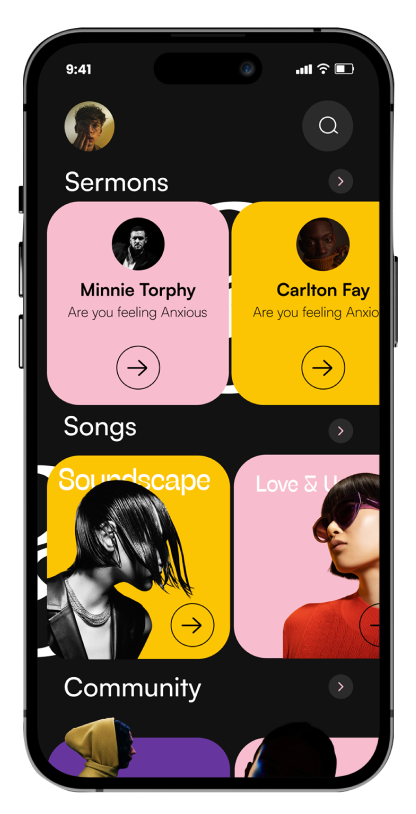 9:41
Sermons
Minnie Torphy
Are you feeling Anxious
Carlton Fay
Are you feeling Anxio
Songs
Soundscape
Love & U
Community